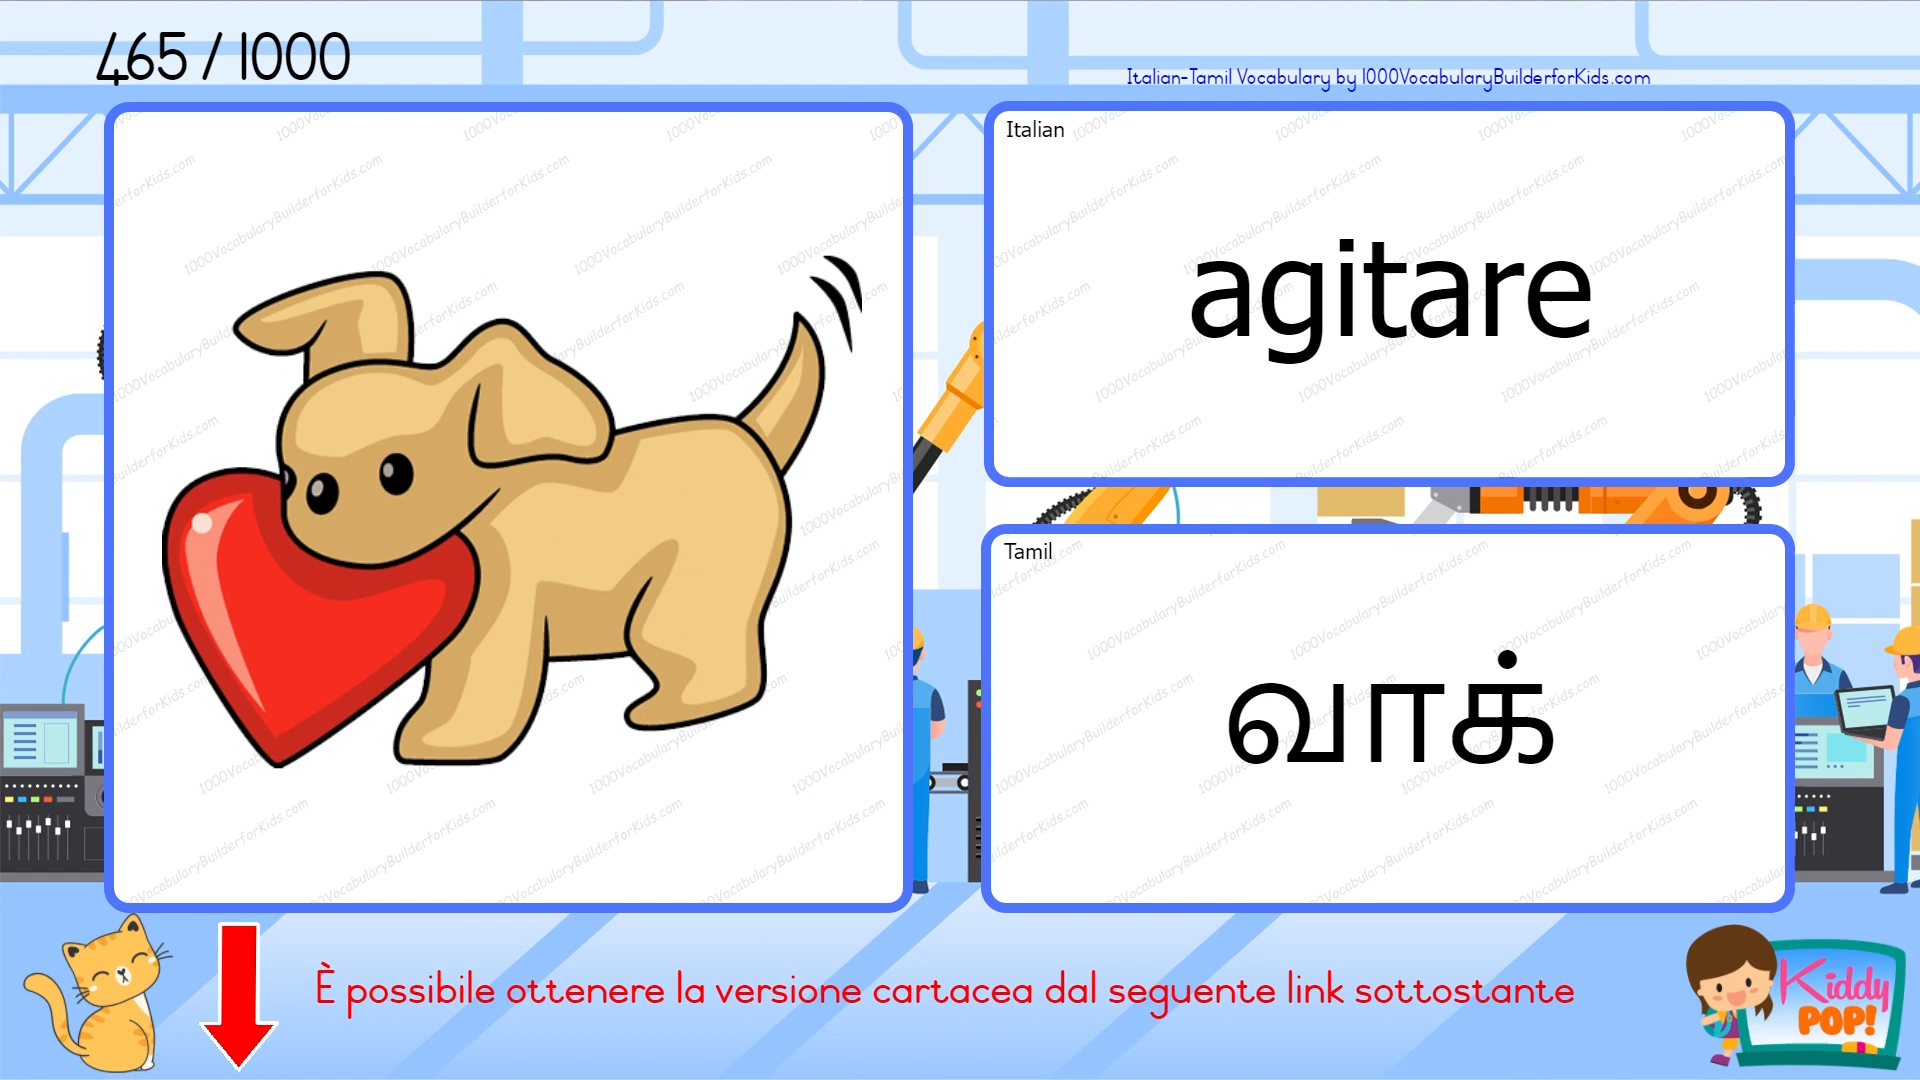 465 / 1000
Italian-Tamil Vocabulary by 1000VocabularyBuilderforKids.com
Italian
agitare
Tamil
வாக்
È possibile ottenere la versione cartacea dal seguente link sottostante
Kiddy
POP!